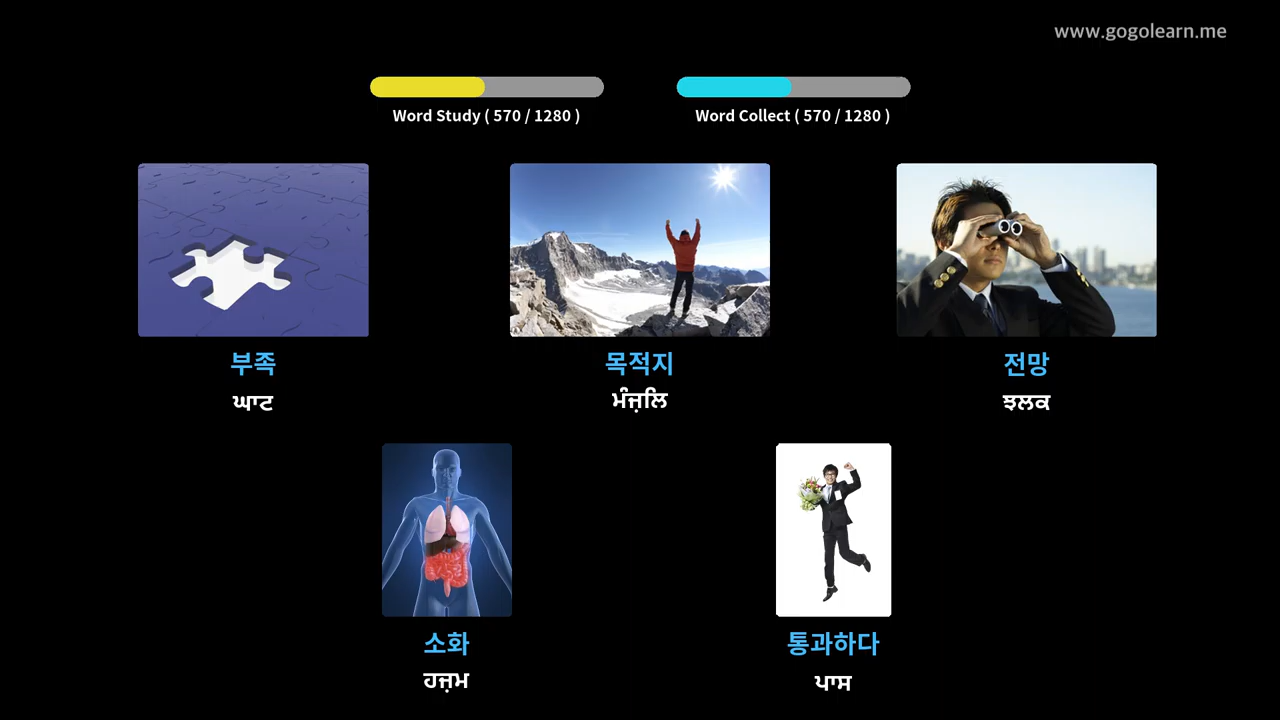 www.gogolearn.me
Word Study ( 570 / 1280 )
Word Collect ( 570 / 1280 )
부족
목적지
전망
ਘਾਟ
ਮੰਜ਼ਲਿ
ਝਲਕ
소화
통과하다
ਹਜ਼ਮ
ਪਾਸ